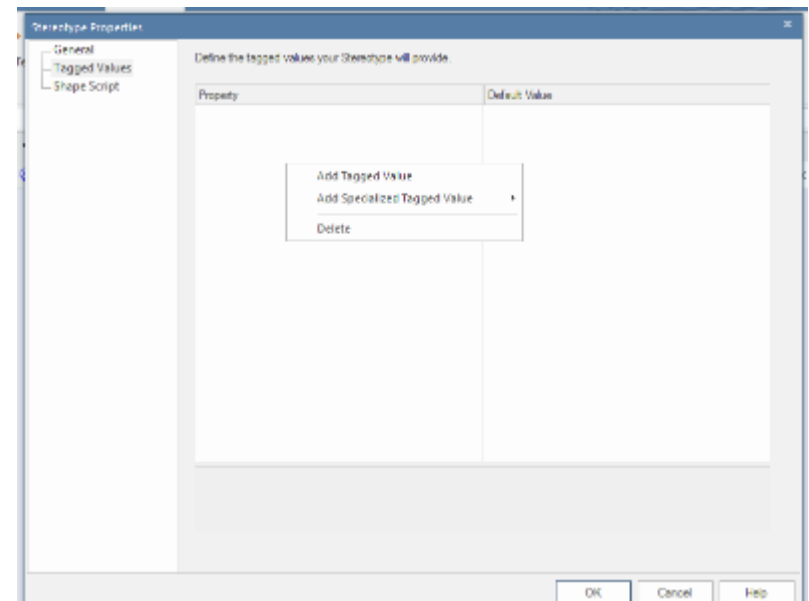 Stereotype Properties
General
Tagged Values
Shape Script
Define the tagged values your Stereotype will provide.
Property
Default Value
Add Tagged Value
Add Specialized Tagged Value
Delete
OK
Cancel
Help